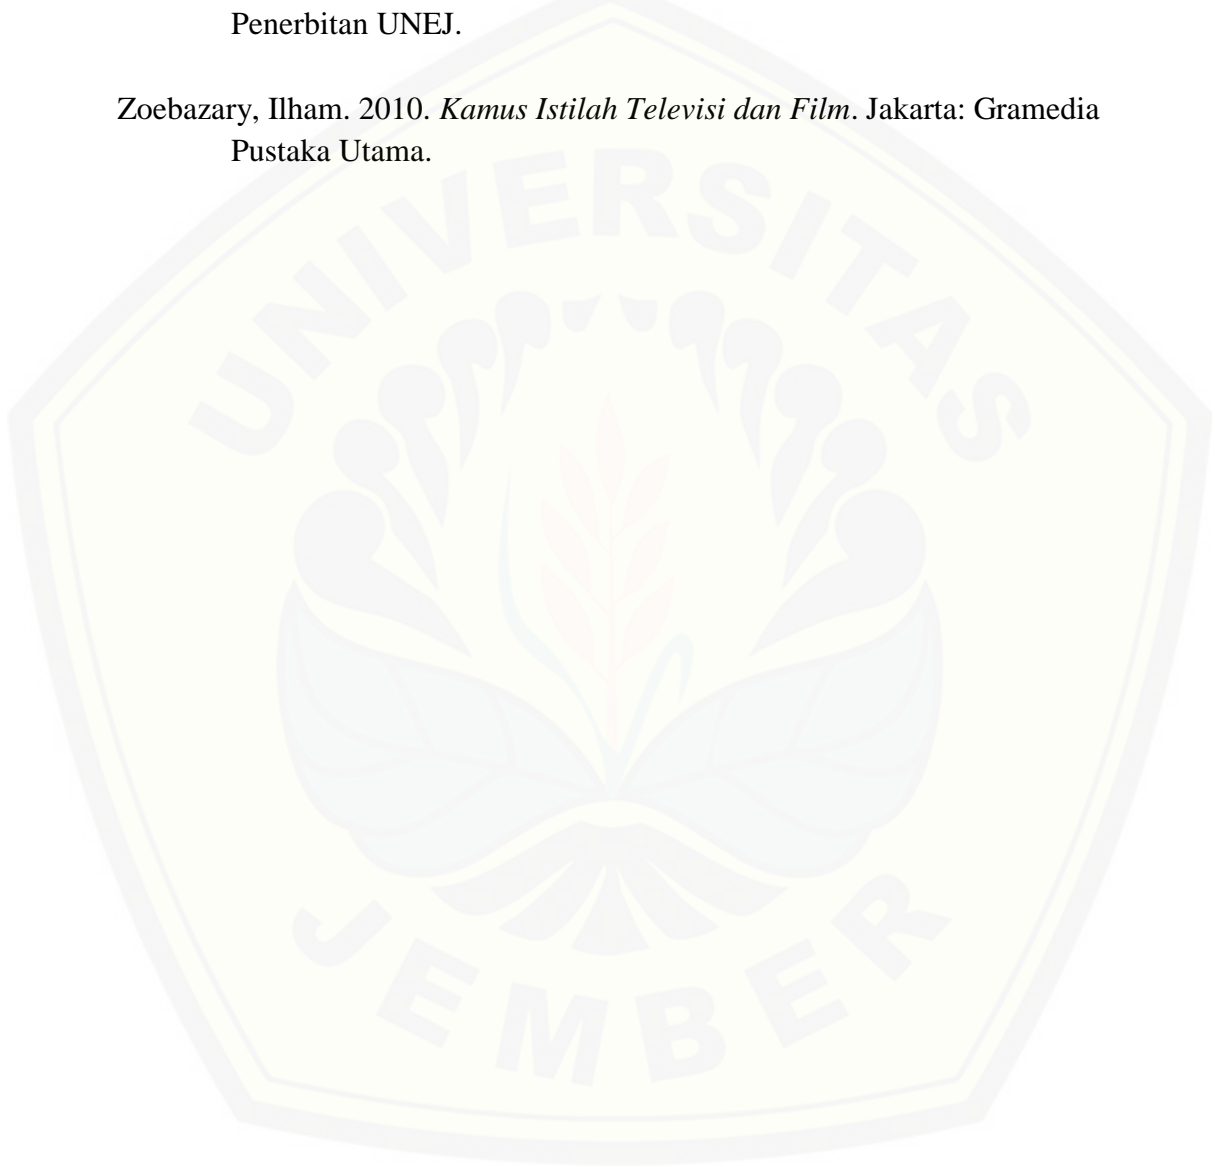 Penerbitan UNEJ.
Zoebazary, Ilham. 2010. Kamus Istilah Televisi dan Film. Jakarta: Gramedia
Pustaka Utama.
UNIVERSITAS
JEMBER